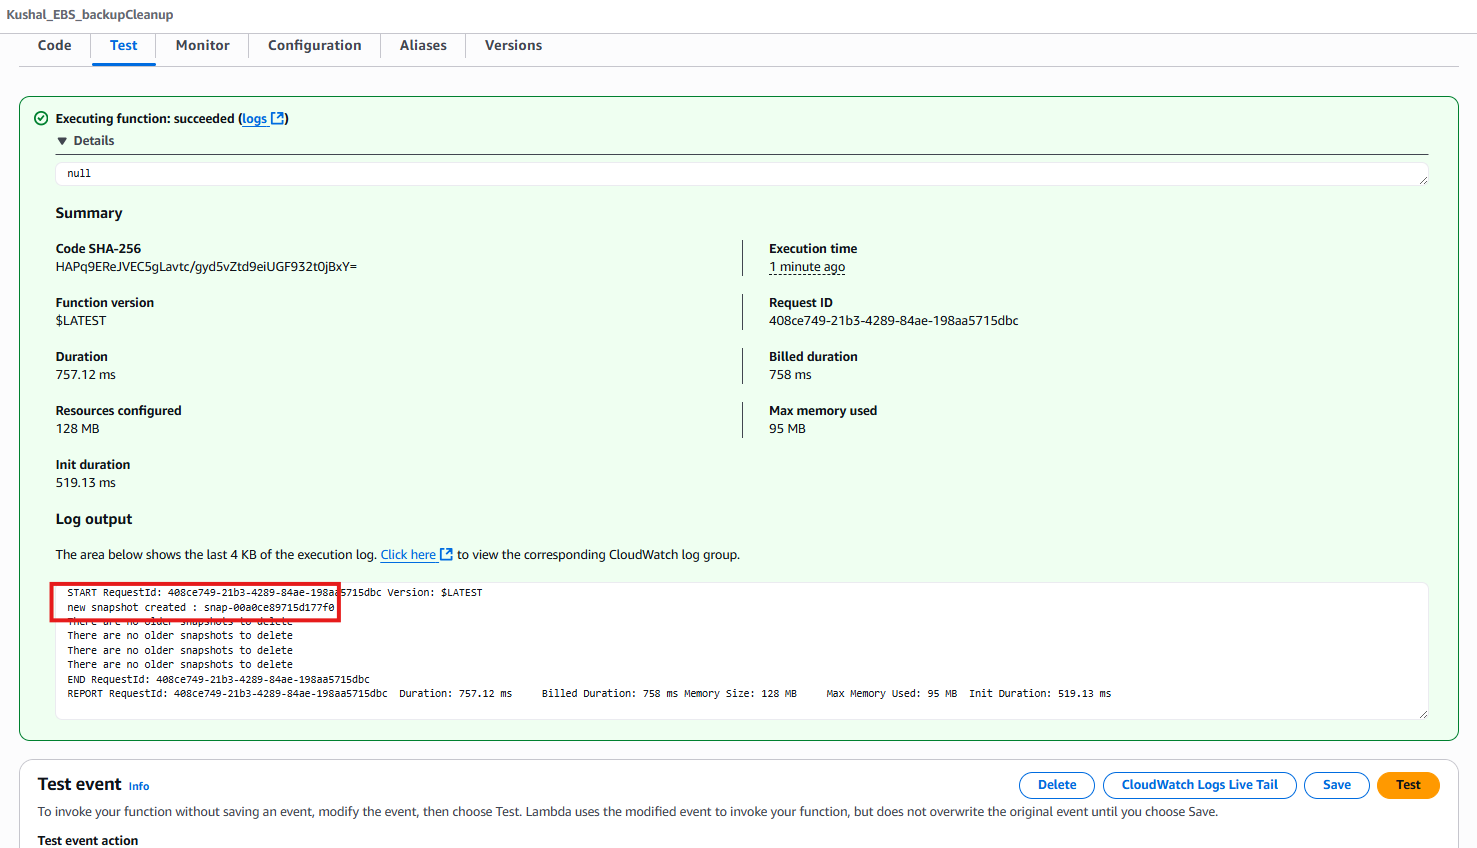 Kushal_EBS_backupCleanup
Code Test Monitor Configuration Aliases Versions
Executing function: succeeded (logs)
Details
null
Summary
Code SHA-256
HAPq9EReJVEC5gLavtc/gyd5vZtd9eiUGF932t0jBxY=
Execution time
1 minute ago
Function version
$LATEST
Request ID
408ce749-21b3-4289-84ae-198aa5715dbc
Duration
757.12 ms
Billed duration
758 ms
Resources configured
128 MB
Max memory used
95 MB
Init duration
519.13 ms
Log output
The area below shows the last 4 KB of the execution log. Click here to view the corresponding CloudWatch log group.
START RequestId: 408ce749-21b3-4289-84ae-198aa5715dbc Version: $LATEST
new snapshot created : snap-00a0ce89715d177f0
There are no older snapshots to delete
There are no older snapshots to delete
There are no older snapshots to delete
There are no older snapshots to delete
END RequestId: 408ce749-21b3-4289-84ae-198aa5715dbc
REPORT RequestId: 408ce749-21b3-4289-84ae-198aa5715dbc Duration: 757.12 ms Billed Duration: 758 ms Memory Size: 128 MB Max Memory Used: 95 MB Init Duration: 519.13 ms
Test event Info
Delete CloudWatch Logs Live Tail Save Test
To invoke your function without saving an event, modify the event, then choose Test. Lambda uses the modified event to invoke your function, but does not overwrite the original event until you choose Save.
Test event action